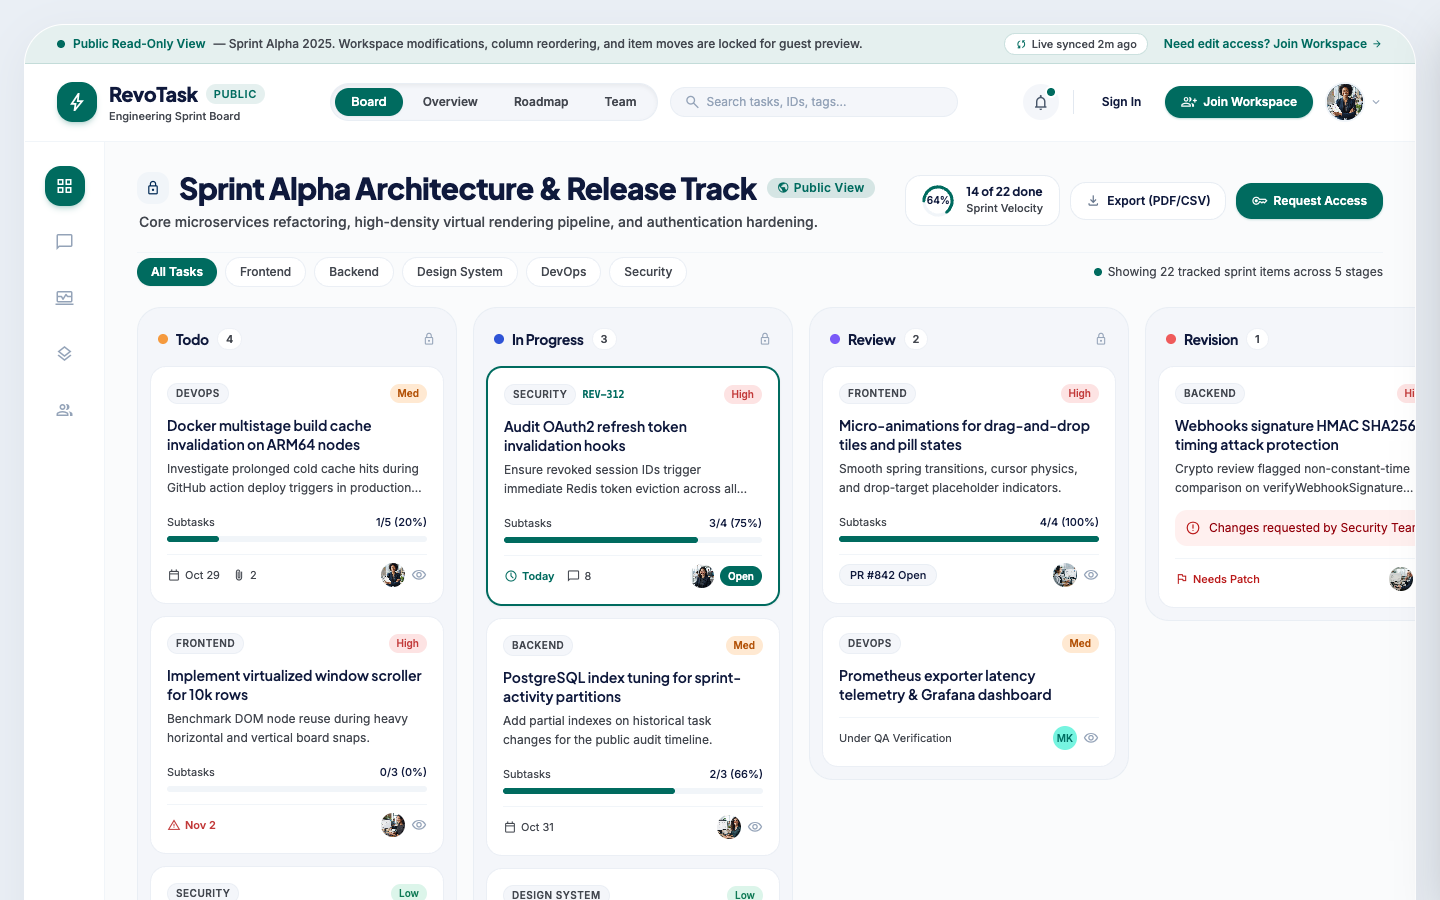 Public Read-Only View — Sprint Alpha 2025. Workspace modifications, column reordering, and item moves are locked for guest preview.
Live synced 2m ago
Need edit access? Join Workspace →
RevoTask PUBLIC
Engineering Sprint Board
Board
Overview
Roadmap
Team
Search tasks, IDs, tags...
Sign In
Join Workspace
Sprint Alpha Architecture & Release Track
Public View
Core microservices refactoring, high-density virtual rendering pipeline, and authentication hardening.
64%
14 of 22 done
Sprint Velocity
Export (PDF/CSV)
Request Access
All Tasks
Frontend
Backend
Design System
DevOps
Security
Showing 22 tracked sprint items across 5 stages
Todo 4
DEVOPS Med
Docker multistage build cache
invalidation on ARM64 nodes
Investigate prolonged cold cache hits during
GitHub action deploy triggers in production...
Subtasks 1/5 (20%)
Oct 29 2
FRONTEND High
Implement virtualized window scroller
for 10k rows
Benchmark DOM node reuse during heavy
horizontal and vertical board snaps.
Subtasks 0/3 (0%)
Nov 2
SECURITY Low
In Progress 3
SECURITY REV-312 High
Audit OAuth2 refresh token
invalidation hooks
Ensure revoked session IDs trigger
immediate Redis token eviction across all...
Subtasks 3/4 (75%)
Today 8 Open
BACKEND Med
PostgreSQL index tuning for sprint-
activity partitions
Add partial indexes on historical task
changes for the public audit timeline.
Subtasks 2/3 (66%)
Oct 31
DESIGN SYSTEM Low
Review 2
FRONTEND High
Micro-animations for drag-and-drop
tiles and pill states
Smooth spring transitions, cursor physics,
and drop-target placeholder indicators.
Subtasks 4/4 (100%)
PR #842 Open
DEVOPS Med
Prometheus exporter latency
telemetry & Grafana dashboard
Under QA Verification MK
Revision 1
BACKEND Hi
Webhooks signature HMAC SHA256
timing attack protection
Crypto review flagged non-constant-time
comparison on verifyWebhookSignature...
Changes requested by Security Tear
Needs Patch